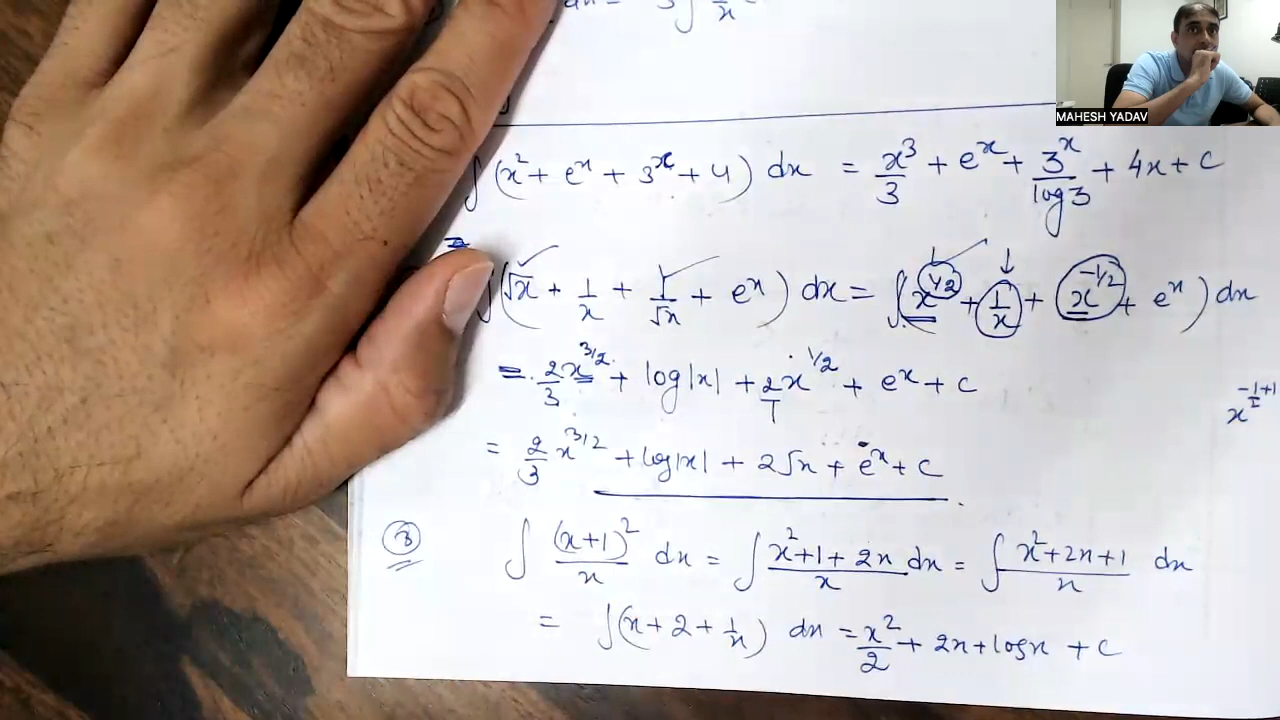 MAHESH YADAV
∫(x² + eˣ + 3ˣ + 4) dx = x³/3 + eˣ + 3ˣ/log3 + 4x + c
∫(√x + 1/x + 1/√x + eˣ) dx = ∫(x^1/2 + 1/x + x^-1/2 + eˣ) dx
= 2/3 x^3/2 + log|x| + 2/1 x^1/2 + eˣ + c
x^-1/2+1
= 2/3 x^3/2 + log|x| + 2√x + eˣ + c
③ ∫ (x+1)²/x dx = ∫ x²+1+2x/x dx = ∫ x²+2x+1/x dx
= ∫(x + 2 + 1/x) dx = x²/2 + 2x + logx + c